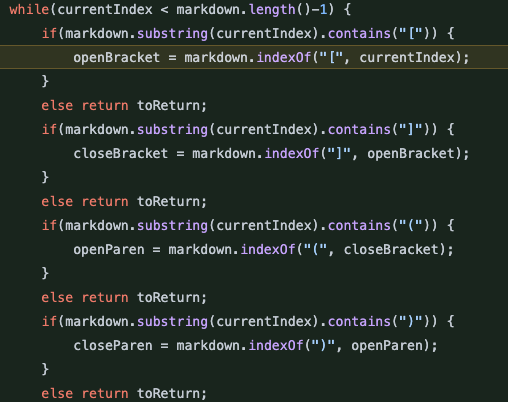 while(currentIndex < markdown.length()-1) {
    if(markdown.substring(currentIndex).contains("[")) {
        openBracket = markdown.indexOf("[", currentIndex);
    }
    else return toReturn;
    if(markdown.substring(currentIndex).contains("]")) {
        closeBracket = markdown.indexOf("]", openBracket);
    }
    else return toReturn;
    if(markdown.substring(currentIndex).contains("(")) {
        openParen = markdown.indexOf("(", closeBracket);
    }
    else return toReturn;
    if(markdown.substring(currentIndex).contains(")")) {
        closeParen = markdown.indexOf(")", openParen);
    }
    else return toReturn;